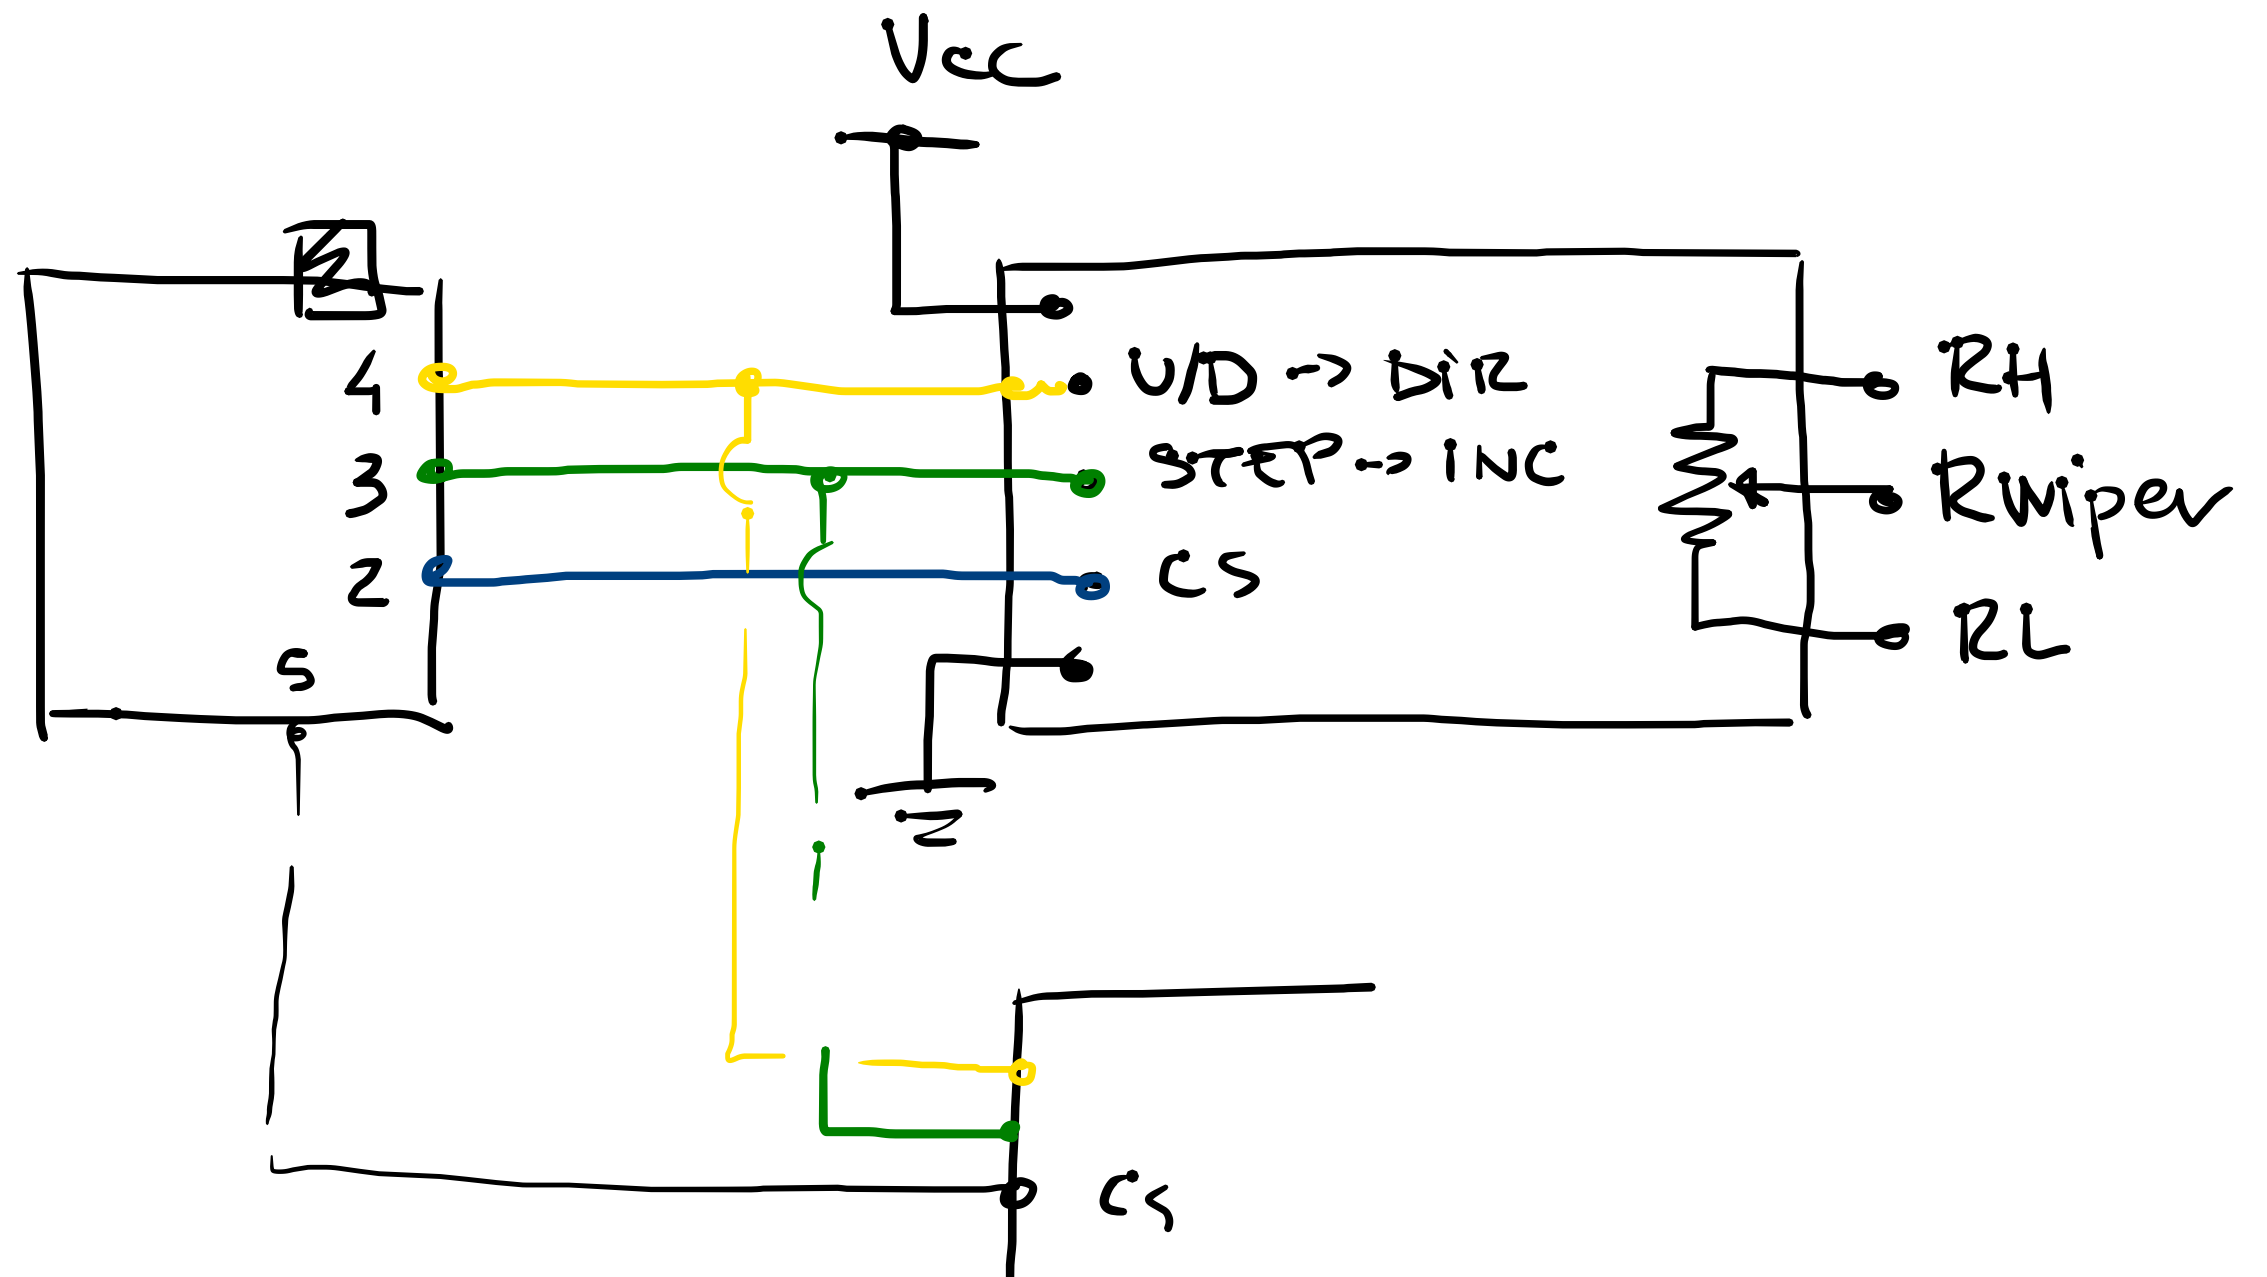 Vcc
4
3
2
5
U/D -> DiR
STEP -> iNC
CS
RH
RWiper
RL
CS